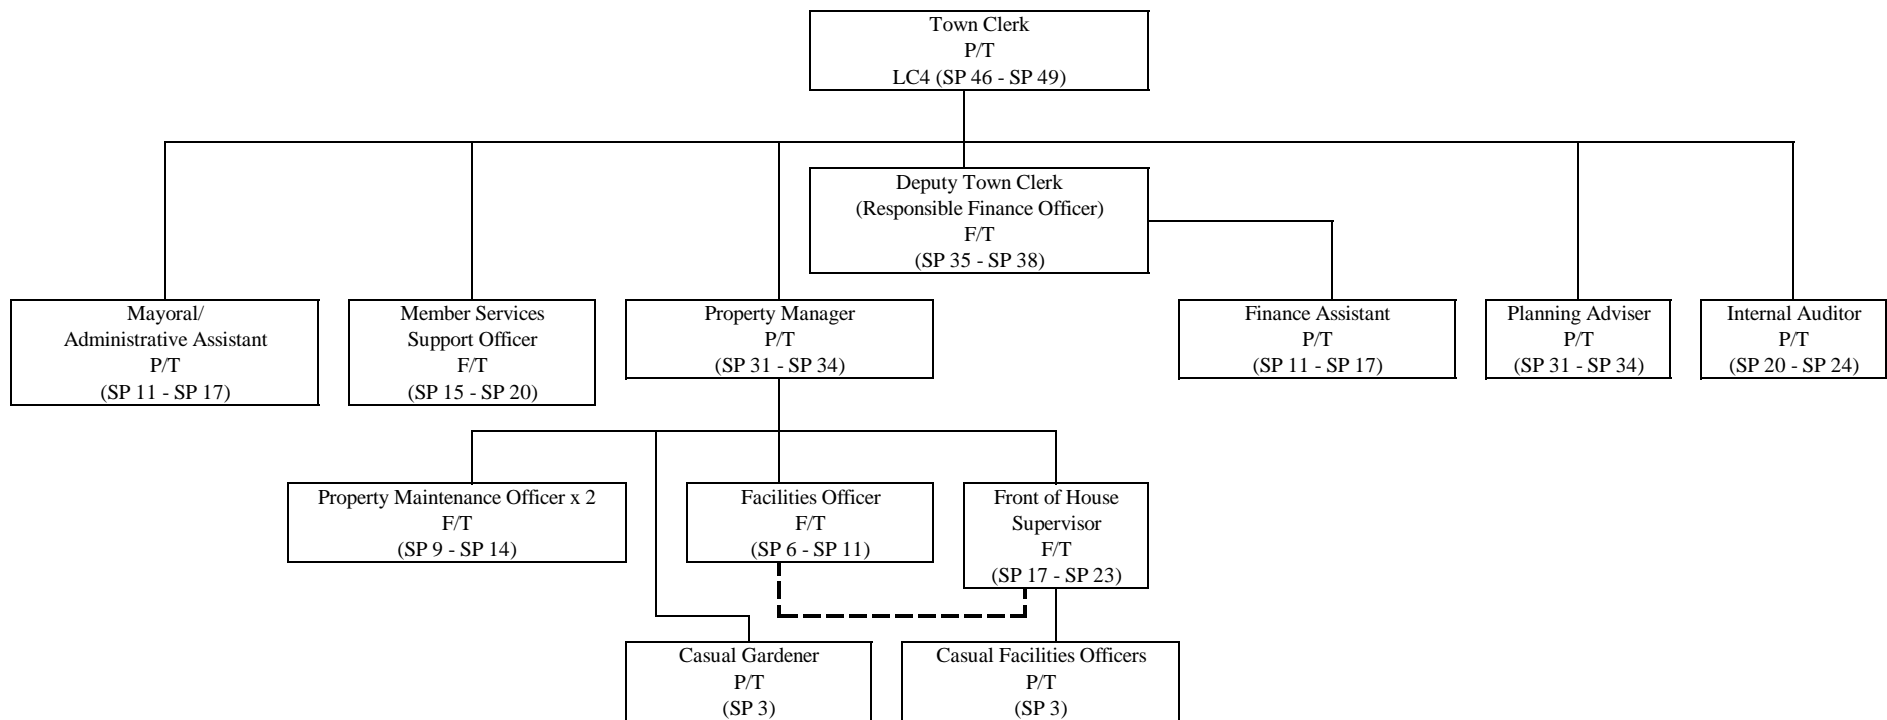 Town Clerk
P/T
LC4 (SP 46 - SP 49)
Deputy Town Clerk
(Responsible Finance Officer)
F/T
(SP 35 - SP 38)
Mayoral/
Administrative Assistant
P/T
(SP 11 - SP 17)
Member Services
Support Officer
F/T
(SP 15 - SP 20)
Property Manager
P/T
(SP 31 - SP 34)
Finance Assistant
P/T
(SP 11 - SP 17)
Planning Adviser
P/T
(SP 31 - SP 34)
Internal Auditor
P/T
(SP 20 - SP 24)
Property Maintenance Officer x 2
F/T
(SP 9 - SP 14)
Facilities Officer
F/T
(SP 6 - SP 11)
Front of House
Supervisor
F/T
(SP 17 - SP 23)
Casual Gardener
P/T
(SP 3)
Casual Facilities Officers
P/T
(SP 3)